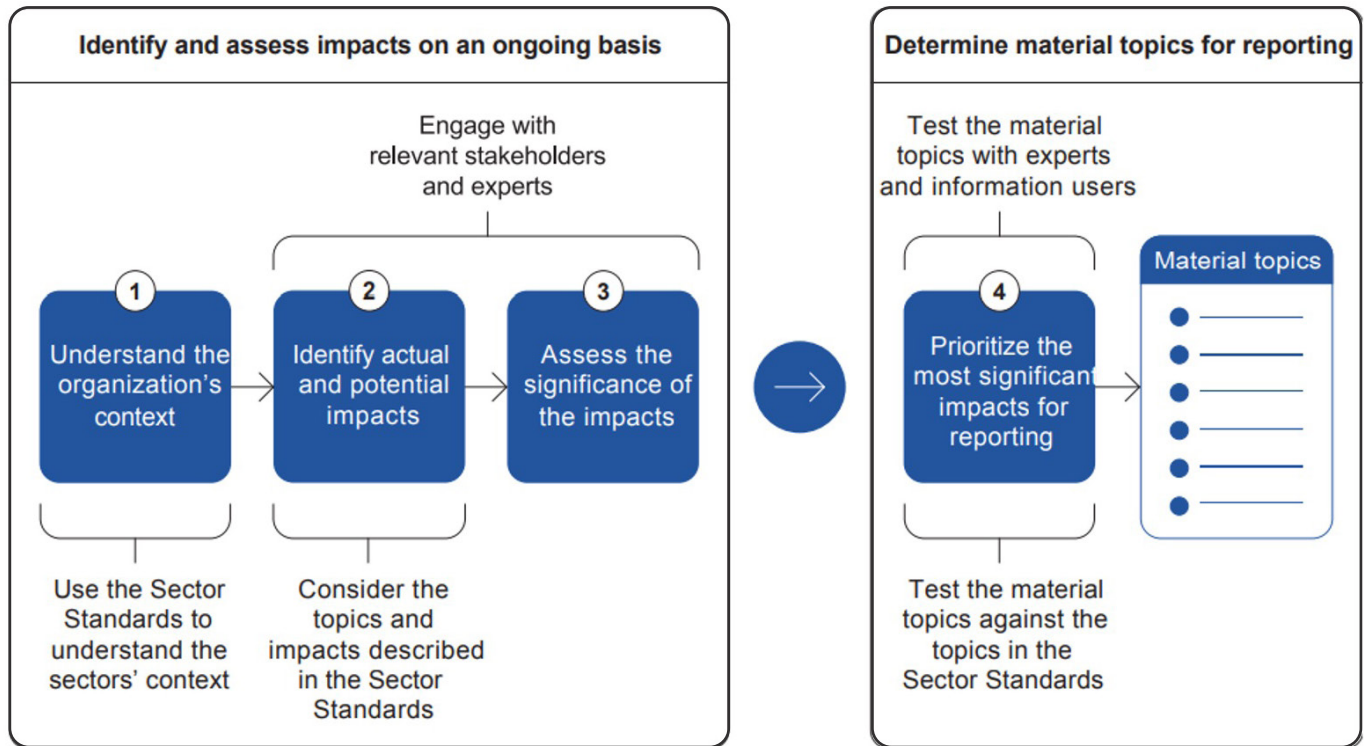 Identify and assess impacts on an ongoing basis
Engage with
relevant stakeholders
and experts
1
Understand the
organization's
context
2
Identify actual
and potential
impacts
3
Assess the
significance of
the impacts
Use the Sector
Standards to
understand the
sectors' context
Consider the
topics and
impacts described
in the Sector
Standards
Determine material topics for reporting
Test the material
topics with experts
and information users
4
Prioritize the
most significant
impacts for
reporting
Material topics
Test the material
topics against the
topics in the
Sector Standards